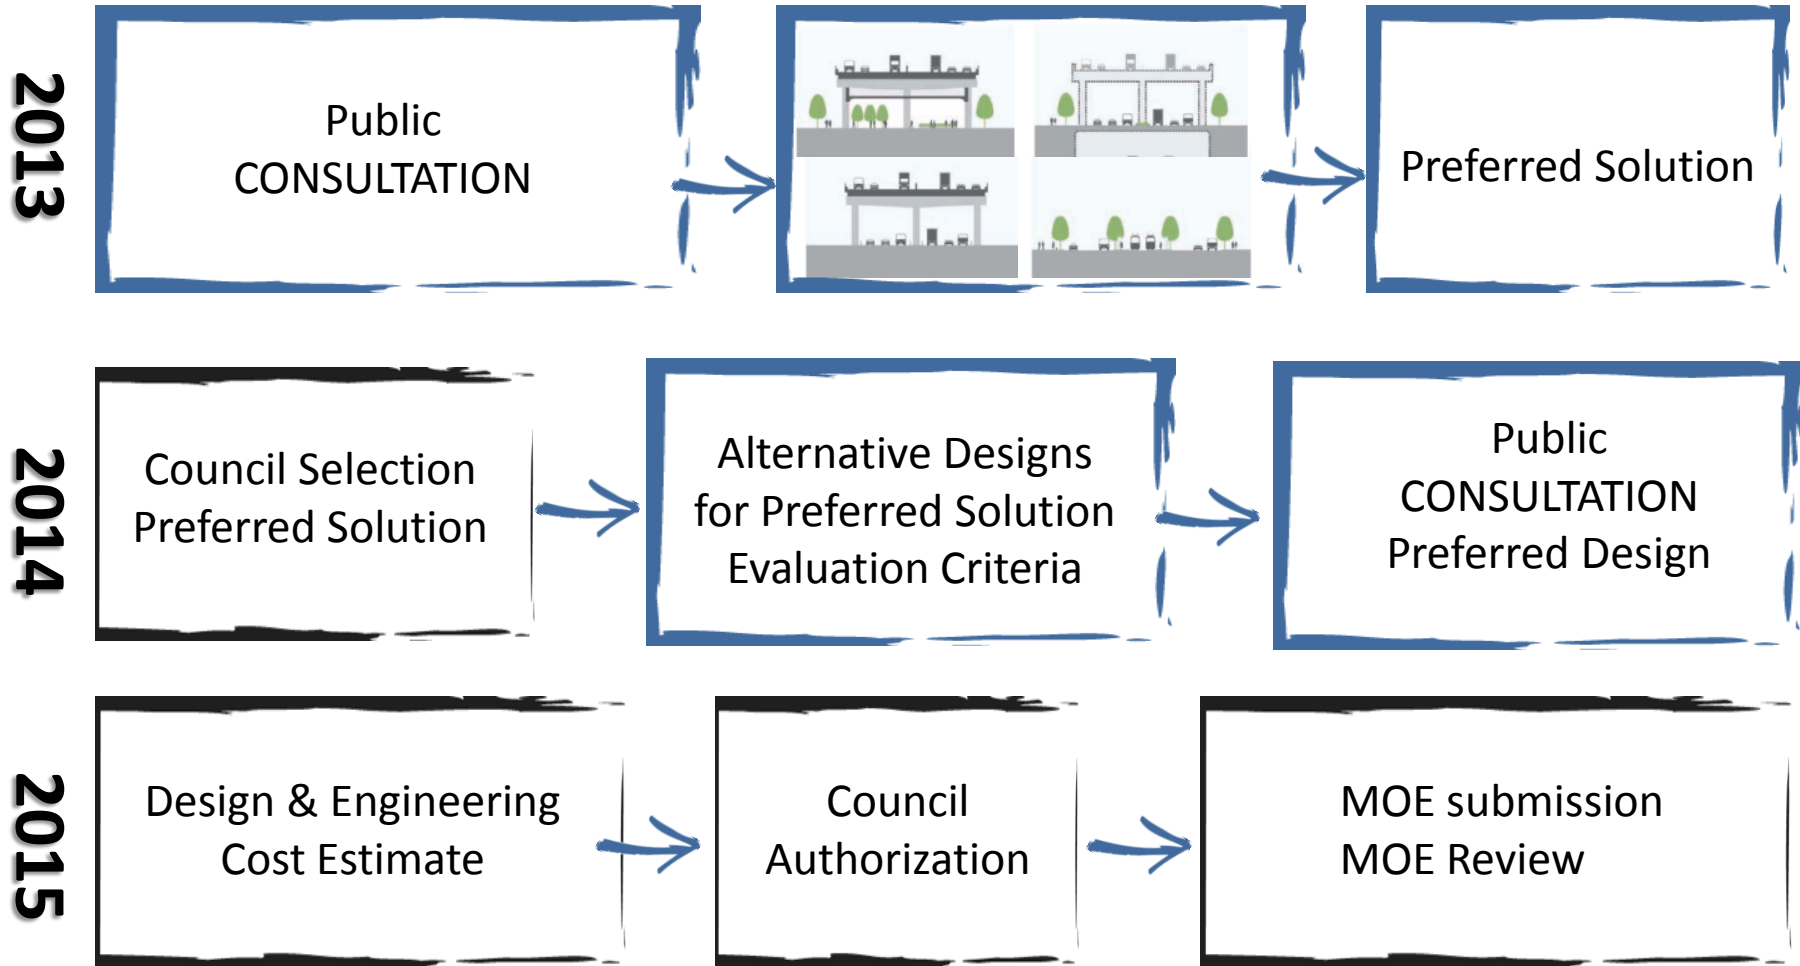 2013
Public
CONSULTATION
Preferred Solution
2014
Council Selection
Preferred Solution
Alternative Designs
for Preferred Solution
Evaluation Criteria
Public
CONSULTATION
Preferred Design
2015
Design & Engineering
Cost Estimate
Council
Authorization
MOE submission
MOE Review